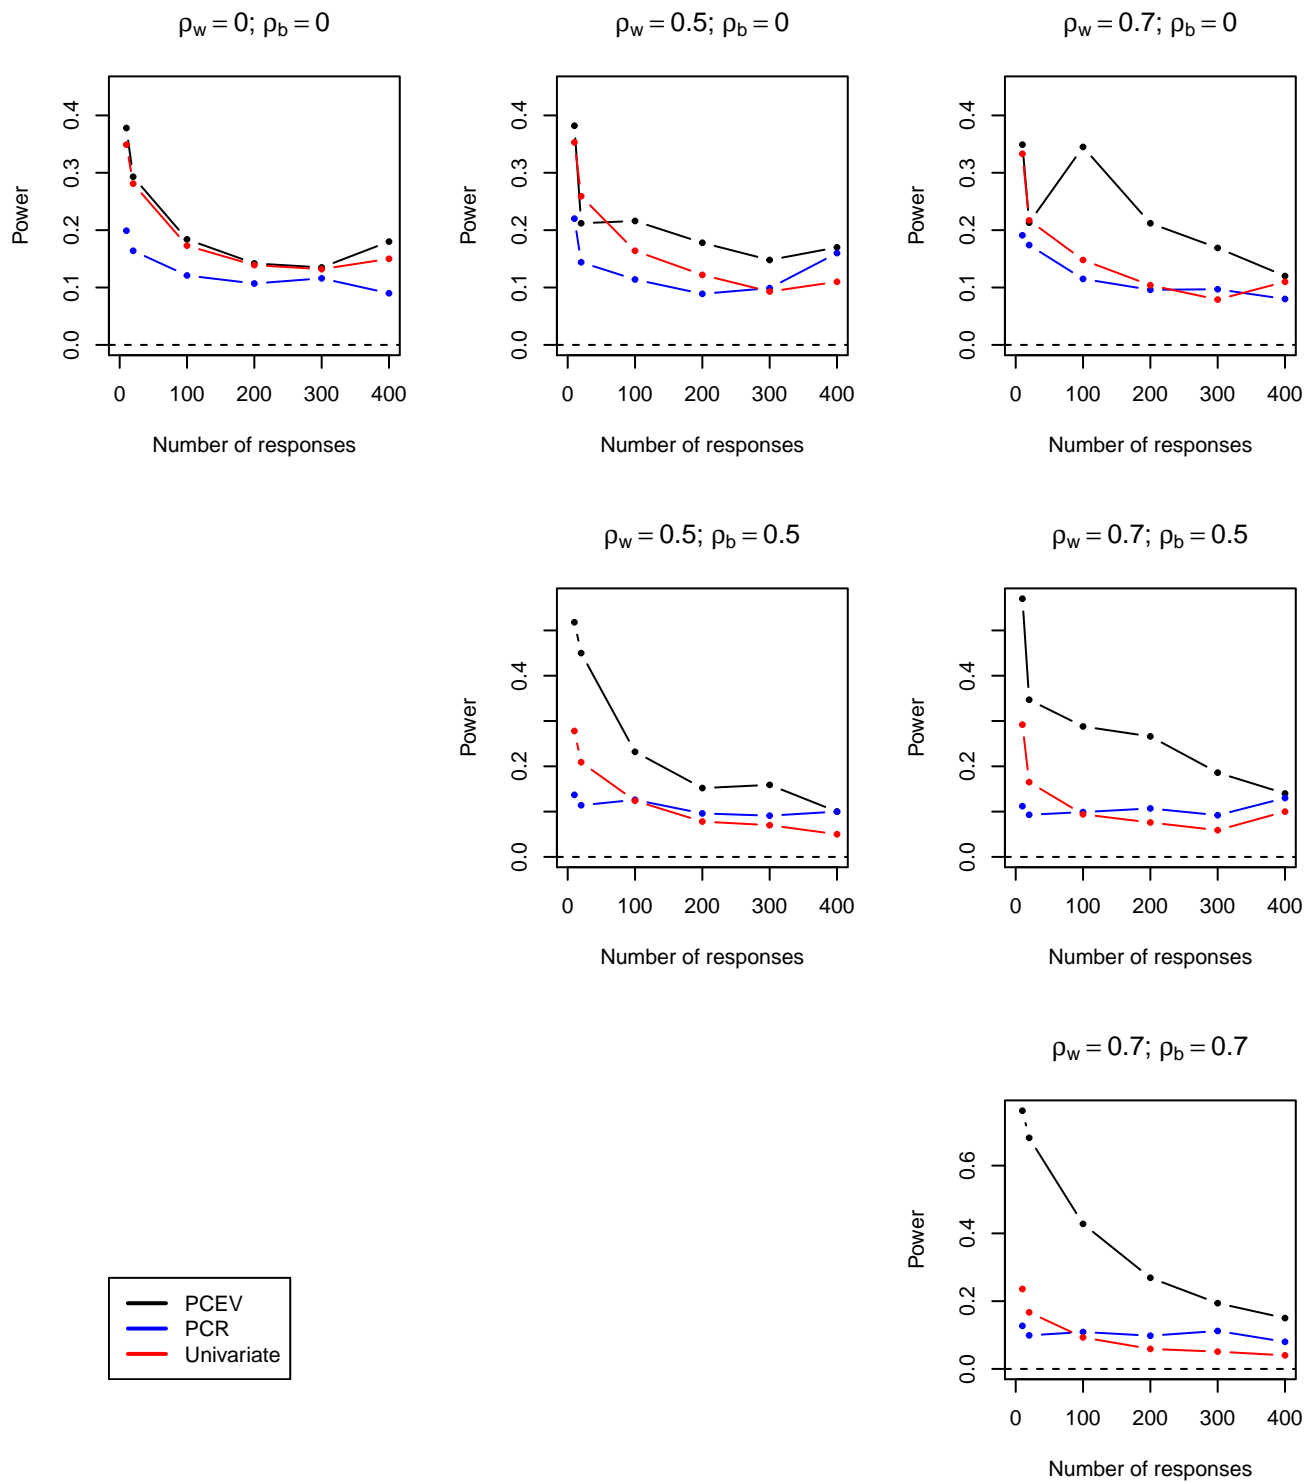 ρw = 0; ρb = 0
0.0 0.1 0.2 0.3 0.4
Power
0 100 200 300 400
Number of responses
ρw = 0.5; ρb = 0
0.0 0.1 0.2 0.3 0.4
Power
0 100 200 300 400
Number of responses
ρw = 0.7; ρb = 0
0.0 0.1 0.2 0.3 0.4
Power
0 100 200 300 400
Number of responses
ρw = 0.5; ρb = 0.5
0.0 0.2 0.4
Power
0 100 200 300 400
Number of responses
ρw = 0.7; ρb = 0.5
0.0 0.2 0.4
Power
0 100 200 300 400
Number of responses
ρw = 0.7; ρb = 0.7
0.0 0.2 0.4 0.6
Power
0 100 200 300 400
Number of responses
PCEV
PCR
Univariate